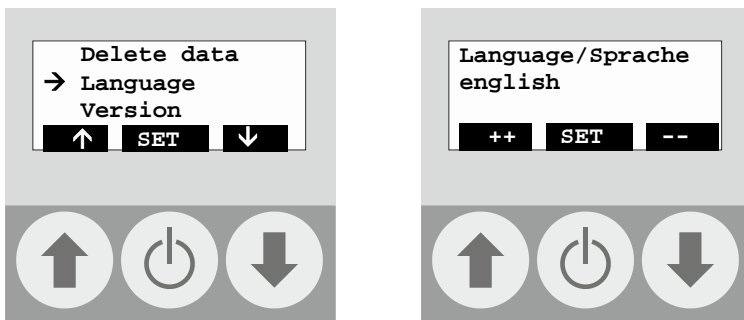 Delete data
→ Language
Version
↑ SET ↓
Language/Sprache
english
++ SET --